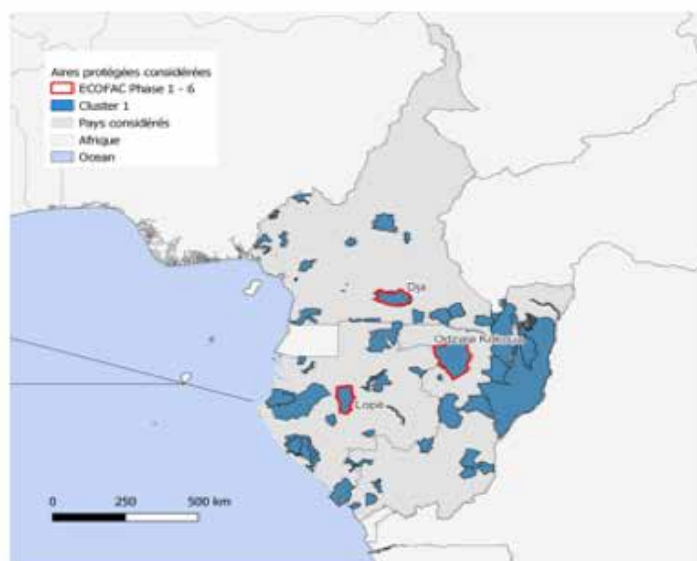 Aires protégées considérées
ECOFAC Phase 1 - 6
Cluster 1
Pays considérés
Afrique
Ocean
Dja
Odzala Kokoua
Lopé
0 250 500 km